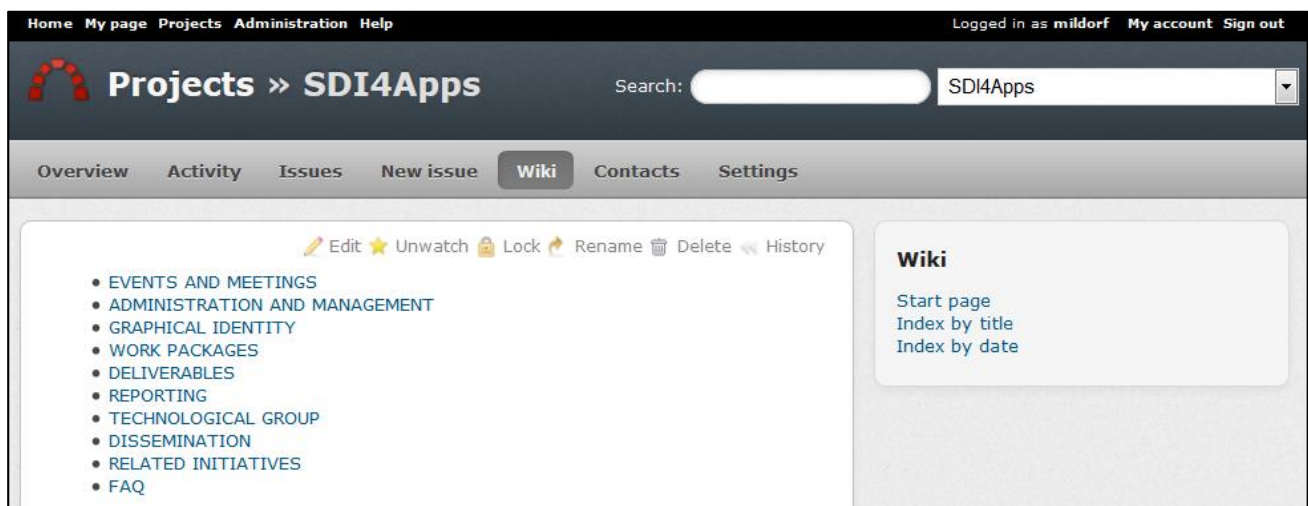 Home My page Projects Administration Help Logged in as mildorf My account Sign out
Projects » SDI4Apps Search: SDI4Apps
Overview Activity Issues New issue Wiki Contacts Settings
Edit Unwatch Lock Rename Delete History
EVENTS AND MEETINGS
ADMINISTRATION AND MANAGEMENT
GRAPHICAL IDENTITY
WORK PACKAGES
DELIVERABLES
REPORTING
TECHNOLOGICAL GROUP
DISSEMINATION
RELATED INITIATIVES
FAQ
Wiki
Start page
Index by title
Index by date